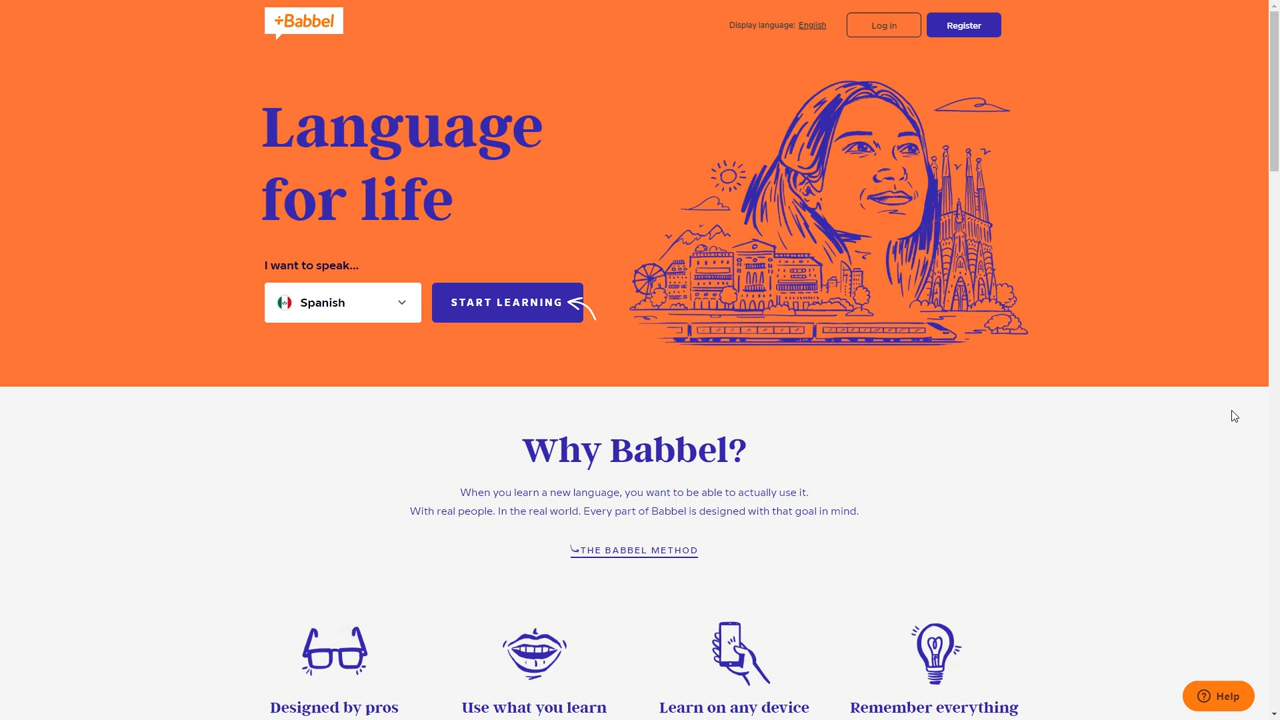 +Babbel
Display language: English
Log in
Register
Language
for life
I want to speak...
Spanish
START LEARNING
Why Babbel?
When you learn a new language, you want to be able to actually use it.
With real people. In the real world. Every part of Babbel is designed with that goal in mind.
THE BABBEL METHOD
Designed by pros
Use what you learn
Learn on any device
Remember everything
Help